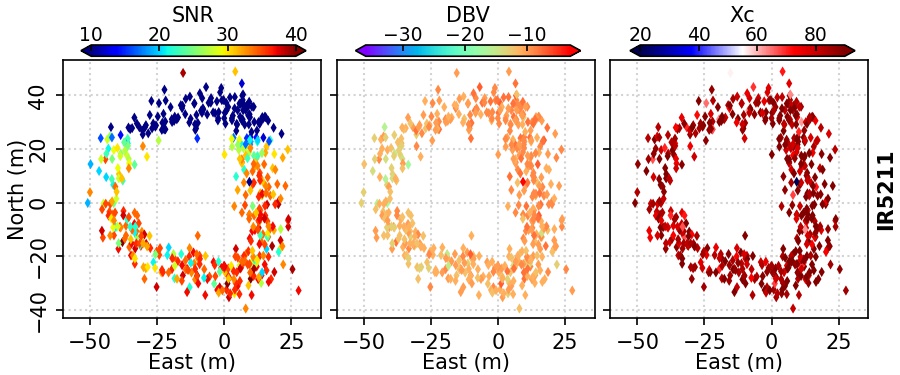 SNR DBV Xc
10 20 30 40 −30 −20 −10 20 40 60 80
40
20
0
−20
−40
North (m)
−50 −25 0 25 −50 −25 0 25 −50 −25 0 25
East (m) East (m) East (m)
IR5211